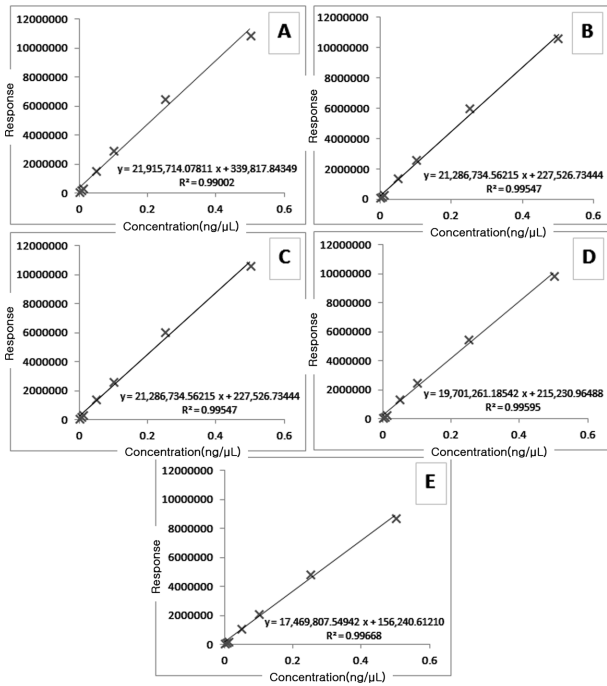 A
12000000
10000000
8000000
6000000
4000000
2000000
0
Response
y = 21,915,714.07811 x + 339,817.84349
R² = 0.99002
0 0.2 0.4 0.6
Concentration(ng/μL)
B
12000000
10000000
8000000
6000000
4000000
2000000
0
Response
y = 21,286,734.56215 x + 227,526.73444
R² = 0.99547
0 0.2 0.4 0.6
Concentration(ng/μL)
C
12000000
10000000
8000000
6000000
4000000
2000000
0
Response
y = 21,286,734.56215 x + 227,526.73444
R² = 0.99547
0 0.2 0.4 0.6
Concentration(ng/μL)
D
12000000
10000000
8000000
6000000
4000000
2000000
0
Response
y = 19,701,261.18542 x + 215,230.96488
R² = 0.99595
0 0.2 0.4 0.6
Concentration(ng/μL)
E
12000000
10000000
8000000
6000000
4000000
2000000
0
Response
y = 17,469,807.54942 x + 156,240.61210
R² = 0.99668
0 0.2 0.4 0.6
Concentration(ng/μL)